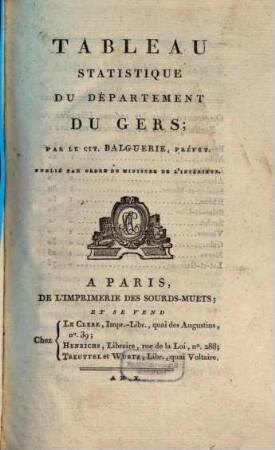 TABLEAU
STATISTIQUE
DU DÉPARTEMENT
DU GERS;
PAR LE CIT. BALGUERIE, PRÉFET.
PUBLIÉ PAR ORDRE DU MINISTRE DE L'INTÉRIEUR.
A PARIS,
DE L'IMPRIMERIE DES SOURDS-MUETS;
ET SE VEND
Chez
LE CLERE, Impr.-Libr., quai des Augustins,
n°. 39;
HENRICHS, Libraire, rue de la Loi, n°. 288;
TREUTTEL et WURTZ, Libr., quai Voltaire.
AN X.